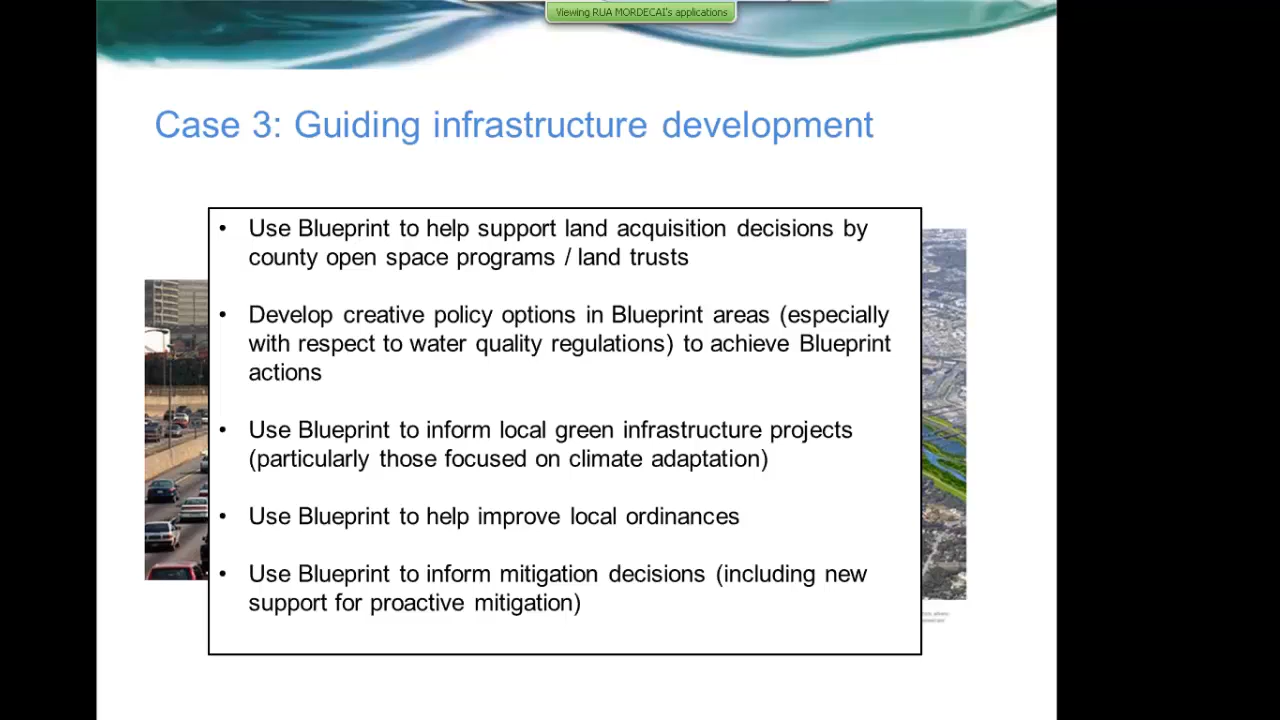 Viewing RUA MORDECAI's applications
Case 3: Guiding infrastructure development
• Use Blueprint to help support land acquisition decisions by
county open space programs / land trusts
• Develop creative policy options in Blueprint areas (especially
with respect to water quality regulations) to achieve Blueprint
actions
• Use Blueprint to inform local green infrastructure projects
(particularly those focused on climate adaptation)
• Use Blueprint to help improve local ordinances
• Use Blueprint to inform mitigation decisions (including new
support for proactive mitigation)